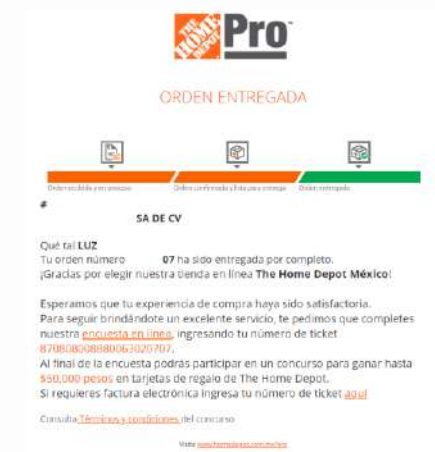 THE HOME DEPOT Pro
ORDEN ENTREGADA
Orden recibida y en proceso Orden confirmada y lista para entrega Orden entregada
#
SA DE CV
Qué tal LUZ
Tu orden número 07 ha sido entregada por completo.
¡Gracias por elegir nuestra tienda en línea The Home Depot México!
Esperamos que tu experiencia de compra haya sido satisfactoria.
Para seguir brindándote un excelente servicio, te pedimos que completes
nuestra encuesta en línea, ingresando tu número de ticket
870808008880063020707.
Al final de la encuesta podrás participar en un concurso para ganar hasta
$50,000 pesos en tarjetas de regalo de The Home Depot.
Si requieres factura electrónica ingresa tu número de ticket aquí
Consulta Términos y condiciones del concurso
Visita